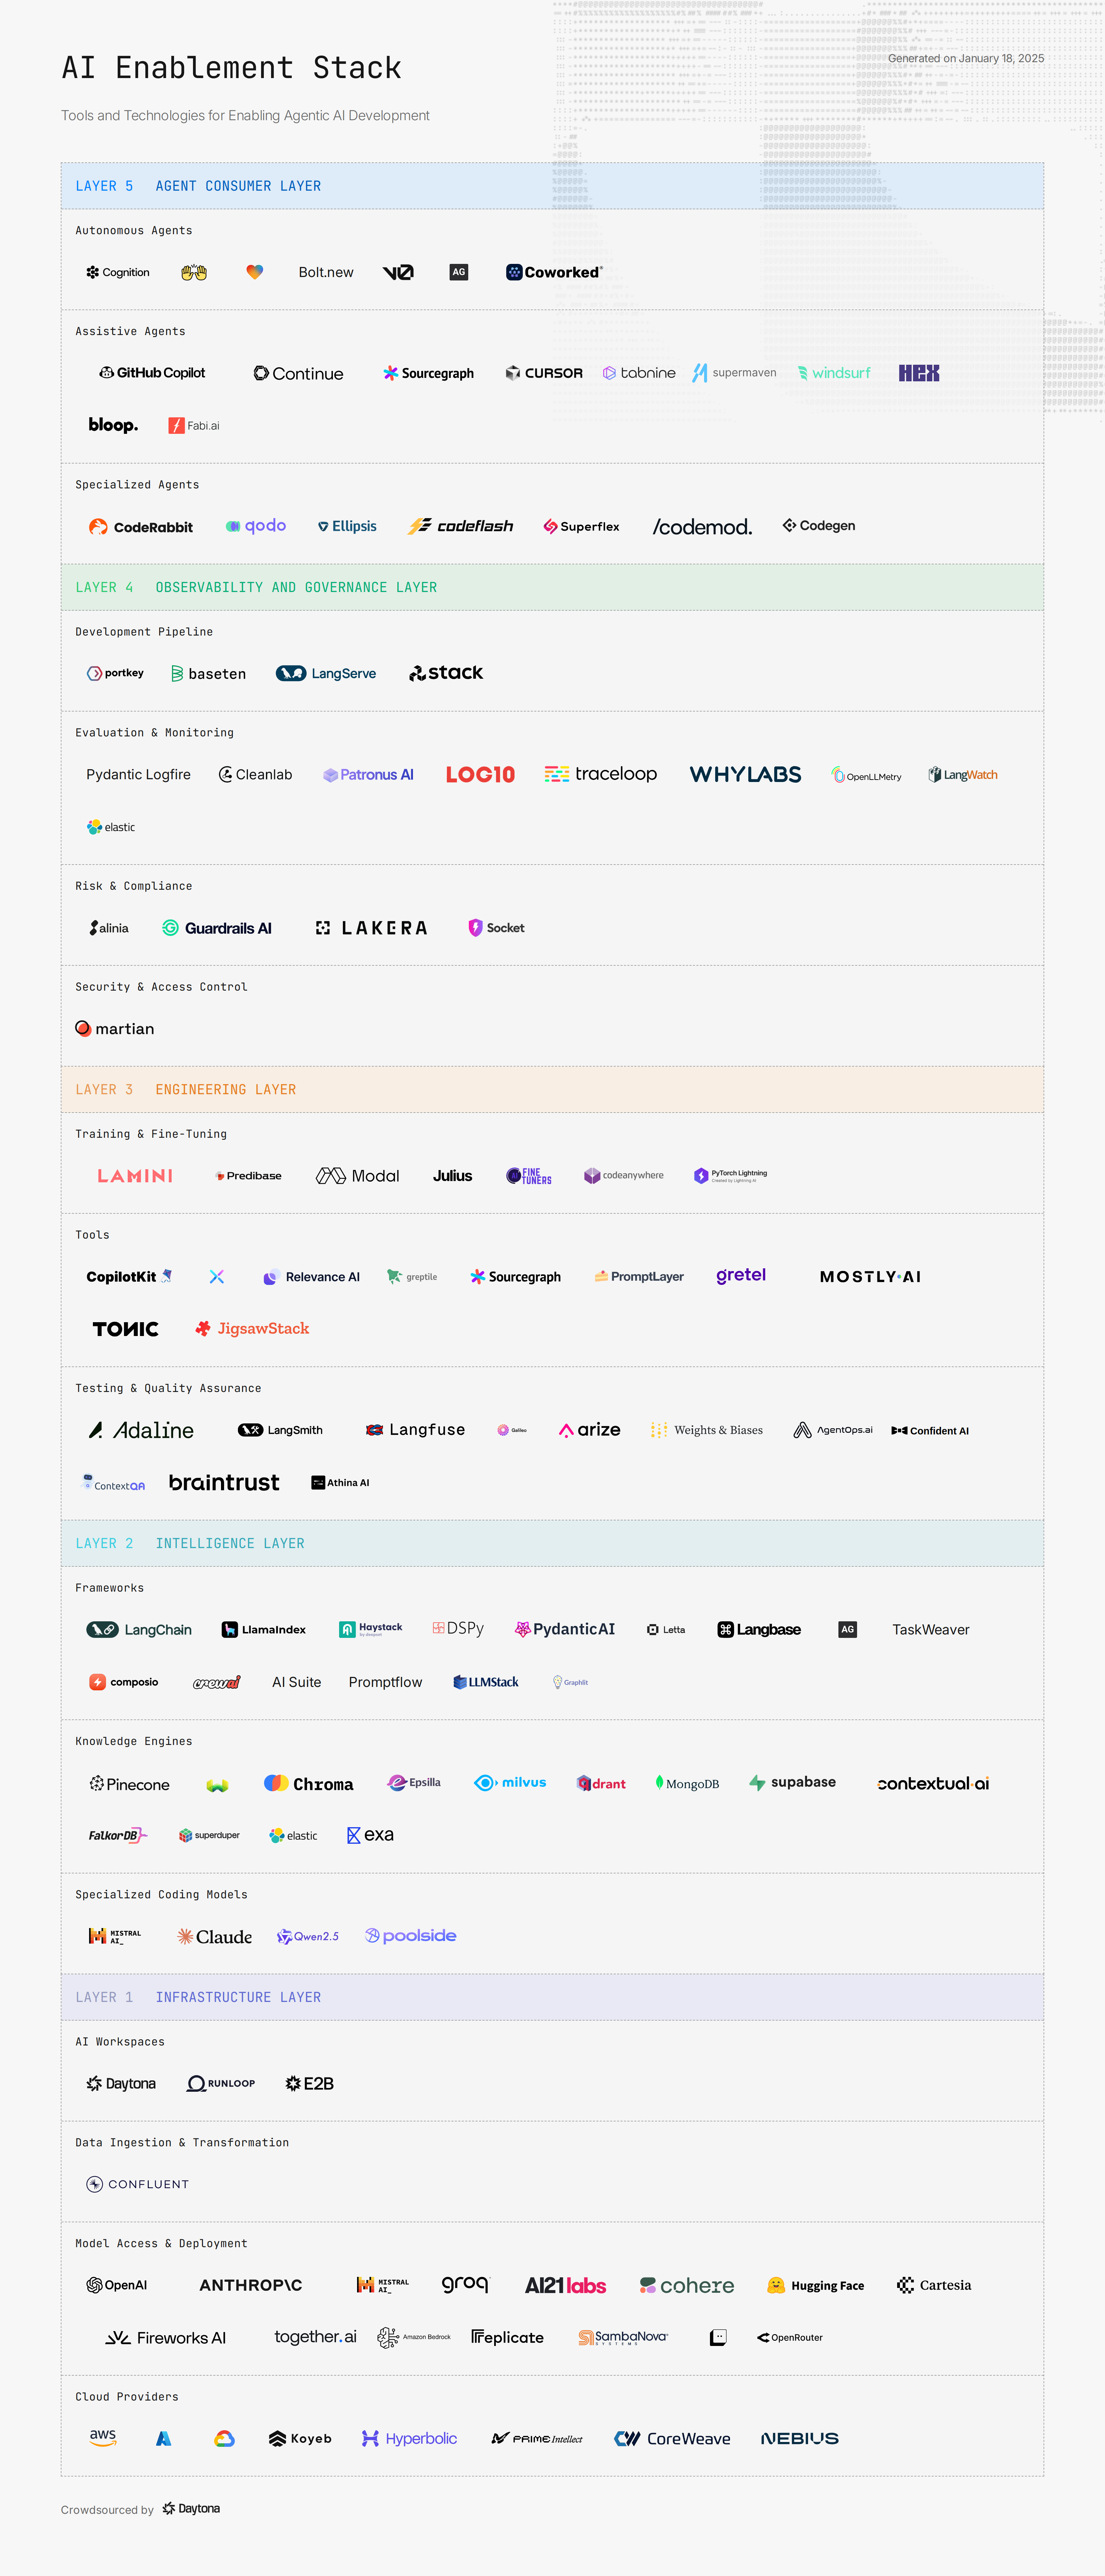 AI Enablement Stack
Generated on January 18, 2025
Tools and Technologies for Enabling Agentic AI Development
LAYER 5 AGENT CONSUMER LAYER
Autonomous Agents
Cognition Bolt.new v0 AG Coworked
Assistive Agents
GitHub Copilot Continue Sourcegraph CURSOR tabnine supermaven windsurf HEX
bloop. Fabi.ai
Specialized Agents
CodeRabbit qodo Ellipsis codeflash Superflex /codemod. Codegen
LAYER 4 OBSERVABILITY AND GOVERNANCE LAYER
Development Pipeline
portkey baseten LangServe stack
Evaluation & Monitoring
Pydantic Logfire Cleanlab Patronus AI LOG10 traceloop WHYLABS OpenLLMetry LangWatch
elastic
Risk & Compliance
alinia Guardrails AI LAKERA Socket
Security & Access Control
martian
LAYER 3 ENGINEERING LAYER
Training & Fine-Tuning
LAMINI Predibase Modal Julius FINE TUNERS codeanywhere PyTorch Lightning Created by Lightning AI
Tools
CopilotKit Relevance AI greptile Sourcegraph PromptLayer gretel MOSTLY·AI
TONIC JigsawStack
Testing & Quality Assurance
Adaline LangSmith Langfuse Galileo arize Weights & Biases AgentOps.ai Confident AI
ContextQA braintrust Athina AI
LAYER 2 INTELLIGENCE LAYER
Frameworks
LangChain LlamaIndex Haystack by deepset DSPy PydanticAI Letta Langbase AG TaskWeaver
composio crewai AI Suite Promptflow LLMStack Graphlit
Knowledge Engines
Pinecone Chroma Epsilla milvus qdrant MongoDB supabase contextual·ai
FalkorDB superduper elastic exa
Specialized Coding Models
MISTRAL AI_ Claude Qwen2.5 poolside
LAYER 1 INFRASTRUCTURE LAYER
AI Workspaces
Daytona RUNLOOP E2B
Data Ingestion & Transformation
CONFLUENT
Model Access & Deployment
OpenAI ANTHROP\C MISTRAL AI_ groq AI21 labs cohere Hugging Face Cartesia
Fireworks AI together.ai Amazon Bedrock Replicate SambaNova SYSTEMS OpenRouter
Cloud Providers
aws Koyeb Hyperbolic PRIME Intellect CoreWeave NEBIUS
Crowdsourced by Daytona